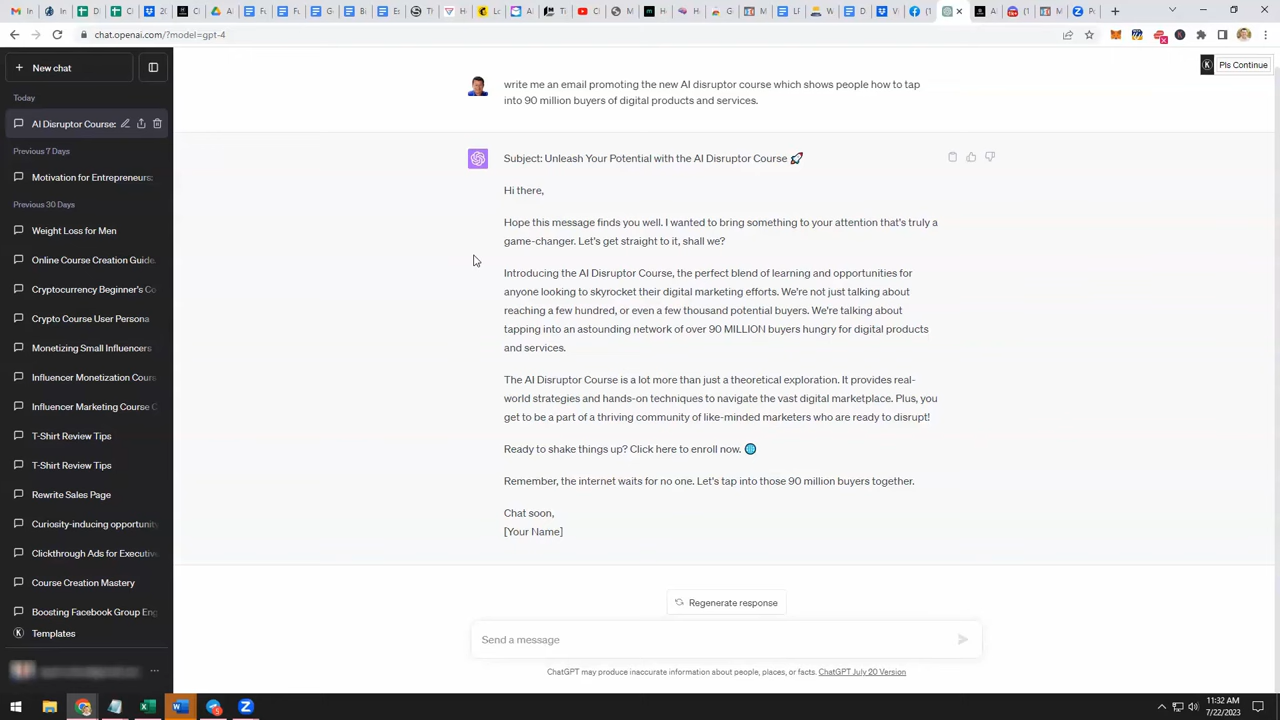 chat.openai.com/?model=gpt-4
New chat
Pls Continue
Today
AI Disruptor Course:
Previous 7 Days
Motivation for Entrepreneurs:
Previous 30 Days
Weight Loss for Men
Online Course Creation Guide.
Cryptocurrency Beginner's Co
Crypto Course User Persona
Monetizing Small Influencers
Influencer Monetization Cours
Influencer Marketing Course C
T-Shirt Review Tips
T-Shirt Review Tips
Rewrite Sales Page
Curiosity-inducing opportunity
Clickthrough Ads for Executive
Course Creation Mastery
Boosting Facebook Group Eng
Templates
write me an email promoting the new AI disruptor course which shows people how to tap
into 90 million buyers of digital products and services.
Subject: Unleash Your Potential with the AI Disruptor Course 🚀
Hi there,
Hope this message finds you well. I wanted to bring something to your attention that's truly a
game-changer. Let's get straight to it, shall we?
Introducing the AI Disruptor Course, the perfect blend of learning and opportunities for
anyone looking to skyrocket their digital marketing efforts. We're not just talking about
reaching a few hundred, or even a few thousand potential buyers. We're talking about
tapping into an astounding network of over 90 MILLION buyers hungry for digital products
and services.
The AI Disruptor Course is a lot more than just a theoretical exploration. It provides real-
world strategies and hands-on techniques to navigate the vast digital marketplace. Plus, you
get to be a part of a thriving community of like-minded marketers who are ready to disrupt!
Ready to shake things up? Click here to enroll now. 🌐
Remember, the internet waits for no one. Let's tap into those 90 million buyers together.
Chat soon,
[Your Name]
Regenerate response
Send a message
ChatGPT may produce inaccurate information about people, places, or facts. ChatGPT July 20 Version
11:32 AM
7/22/2023